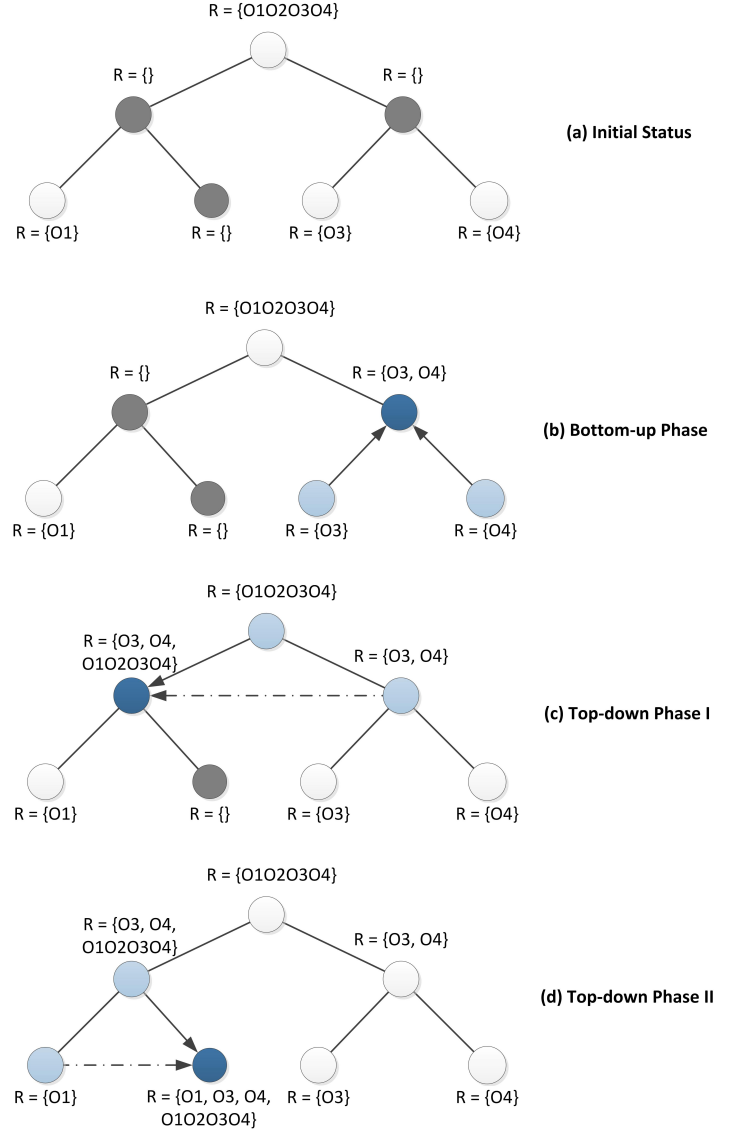 R = {O1O2O3O4}
R = {}
R = {}
(a) Initial Status
R = {O1}
R = {}
R = {O3}
R = {O4}
R = {O1O2O3O4}
R = {}
R = {O3, O4}
(b) Bottom-up Phase
R = {O1}
R = {}
R = {O3}
R = {O4}
R = {O1O2O3O4}
R = {O3, O4,
O1O2O3O4}
R = {O3, O4}
(c) Top-down Phase I
R = {O1}
R = {}
R = {O3}
R = {O4}
R = {O1O2O3O4}
R = {O3, O4,
O1O2O3O4}
R = {O3, O4}
(d) Top-down Phase II
R = {O1}
R = {O1, O3, O4,
O1O2O3O4}
R = {O3}
R = {O4}